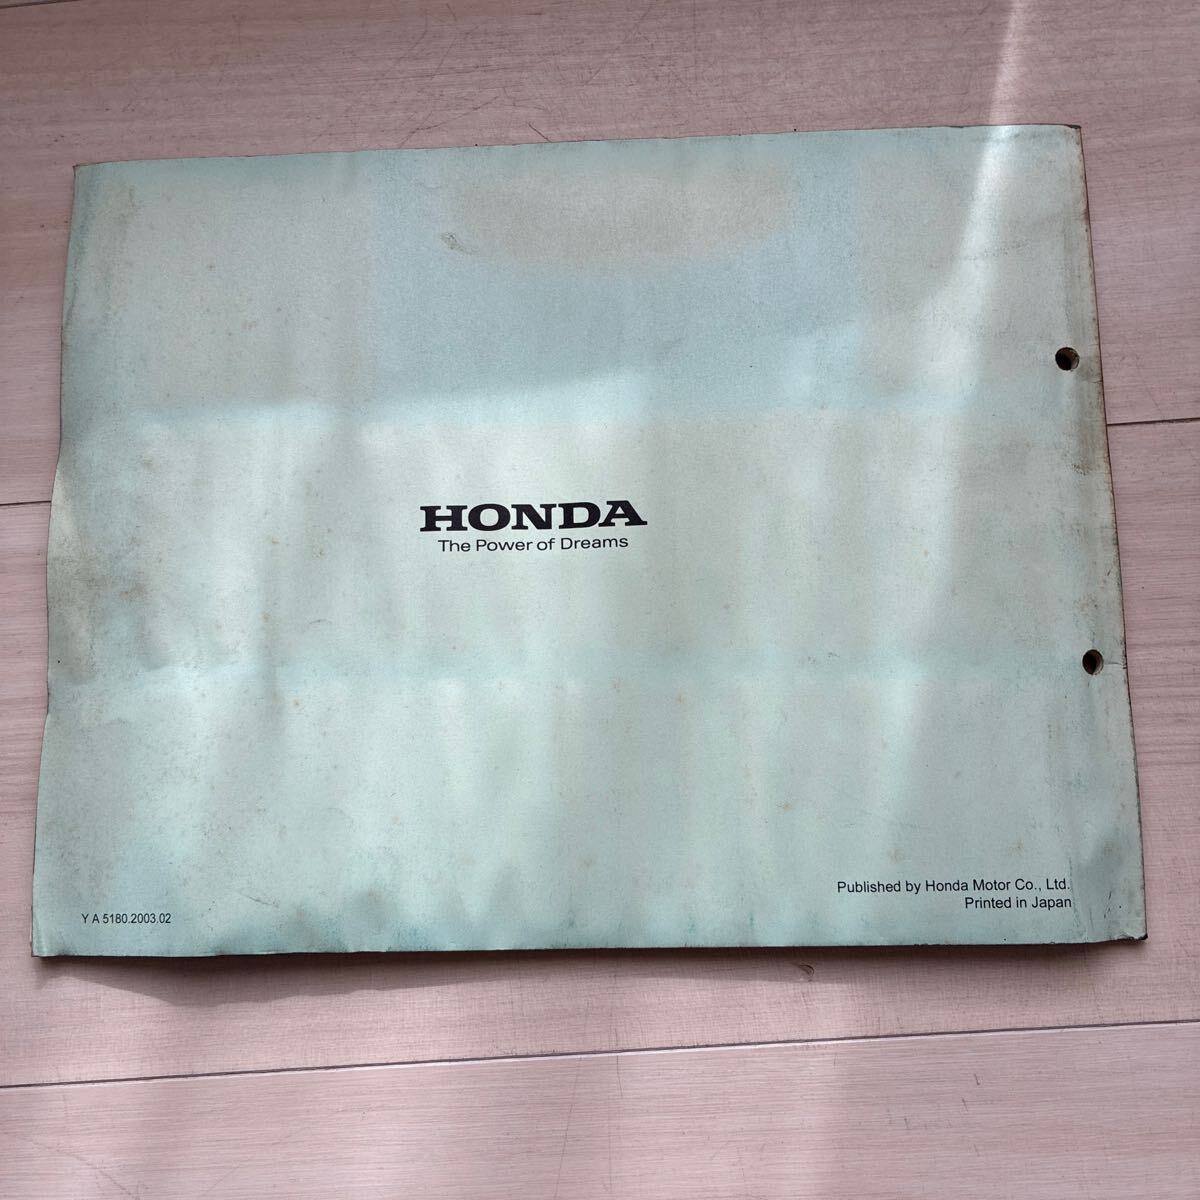 HONDA
The Power of Dreams
Published by Honda Motor Co., Ltd.
Printed in Japan
Y A 5180.2003.02